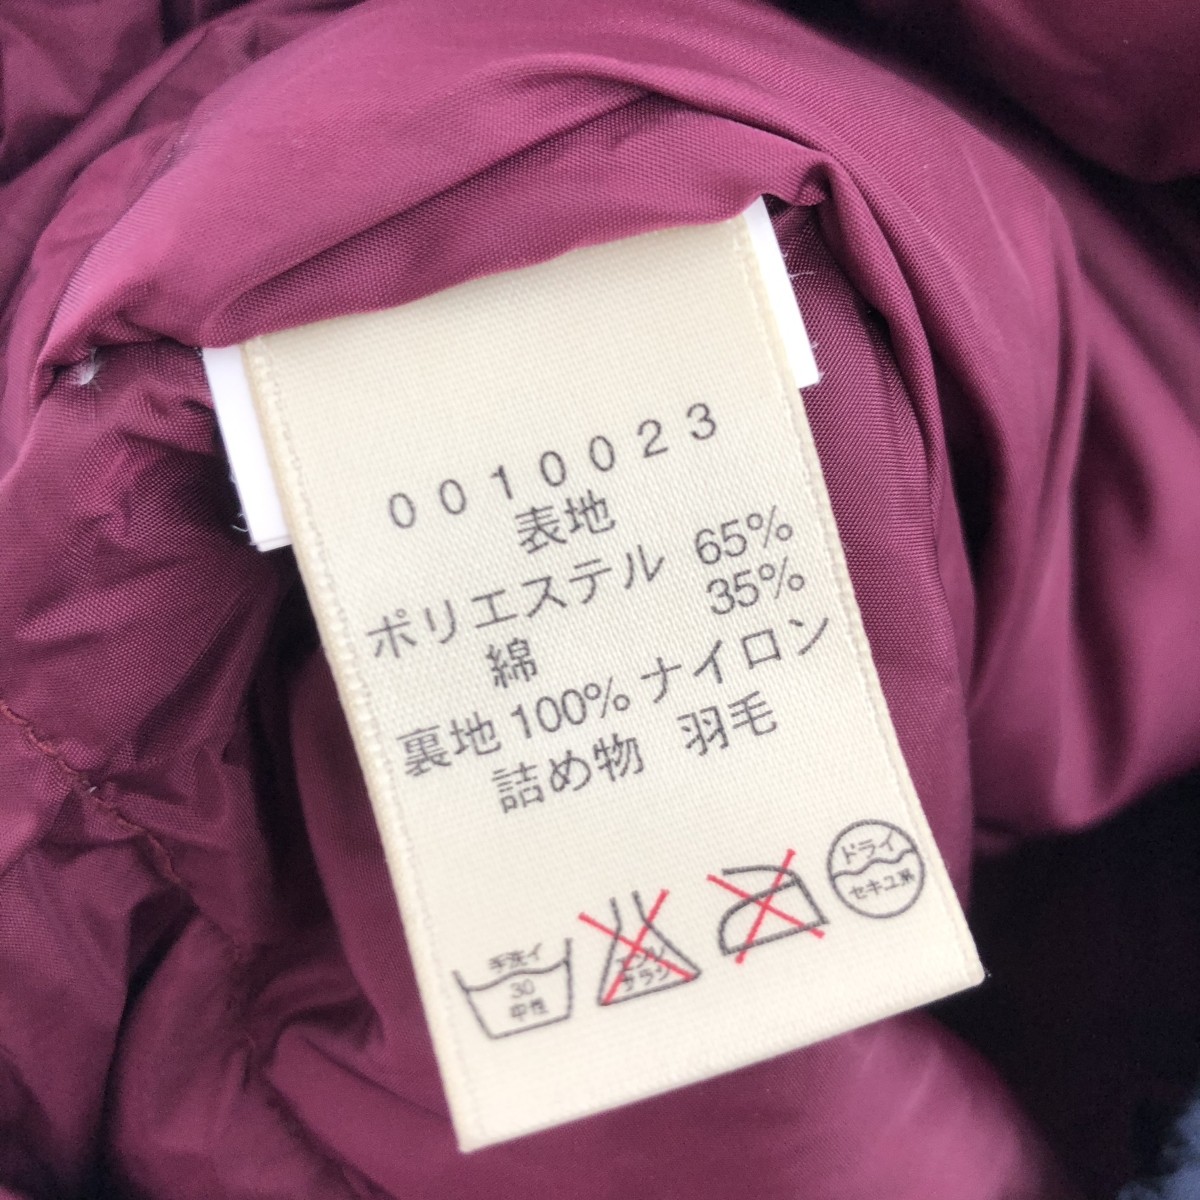 0010023
表地
ポリエステル 65%
綿 35%
裏地 100% ナイロン
詰め物 羽毛
手洗イ
30
中性
エンソ
サラシ
ドライ
セキユ系